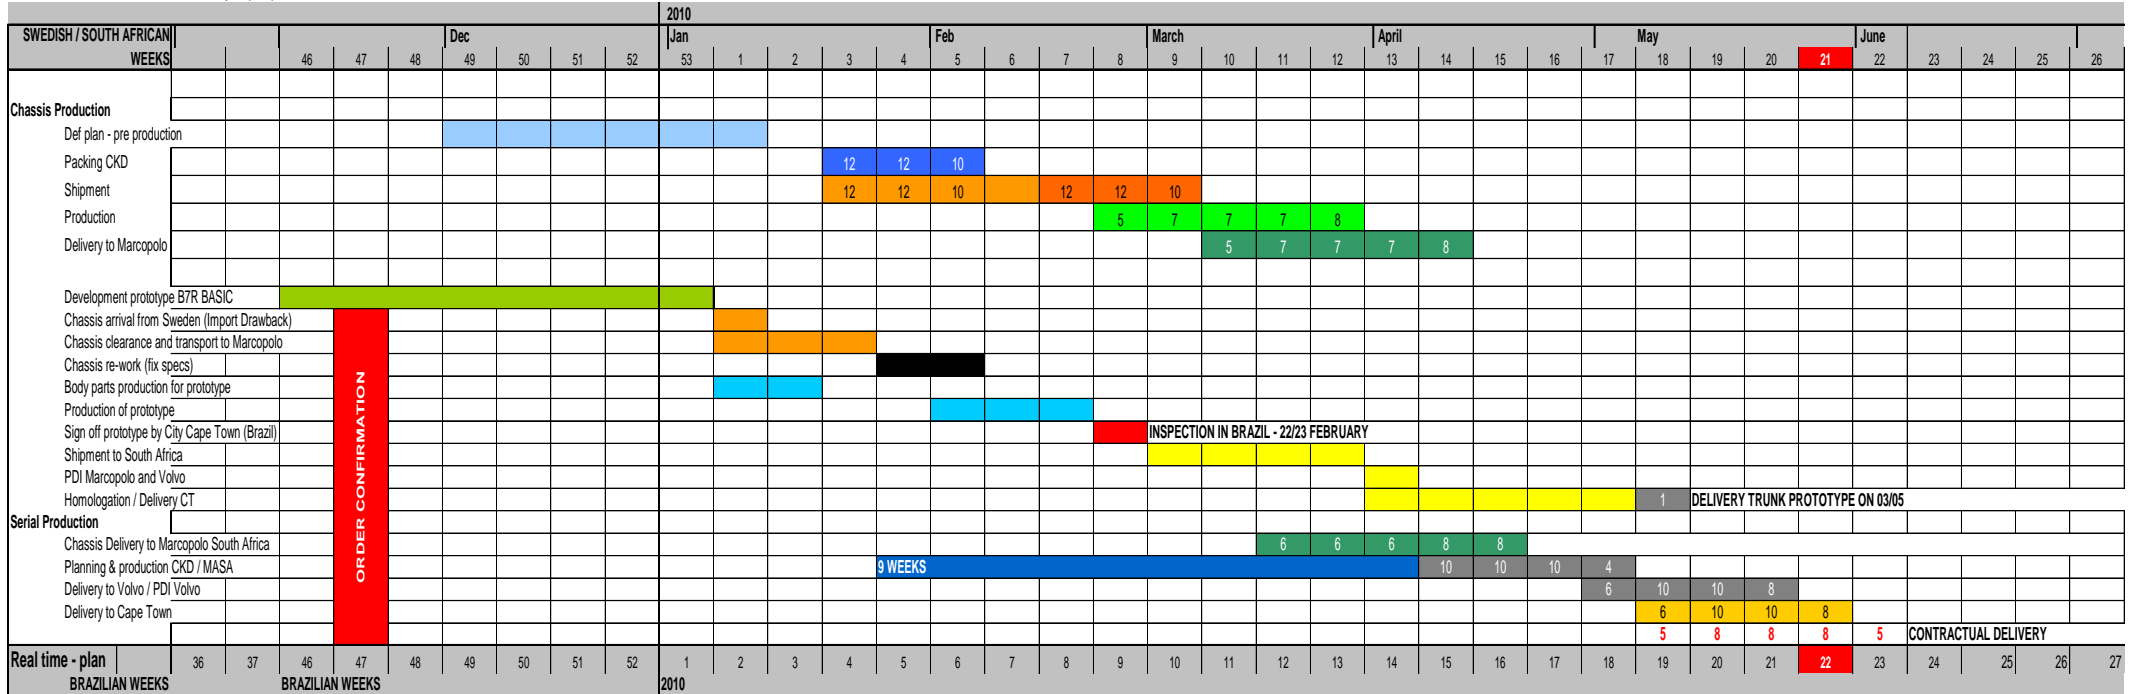 2010
SWEDISH / SOUTH AFRICAN Dec Jan Feb March April May June
WEEKS 46 47 48 49 50 51 52 53 1 2 3 4 5 6 7 8 9 10 11 12 13 14 15 16 17 18 19 20 21 22 23 24 25 26
Chassis Production
Def plan - pre production
Packing CKD 12 12 10
Shipment 12 12 10 12 12 10
Production 5 7 7 7 8
Delivery to Marcopolo 5 7 7 7 8
Development prototype B7R BASIC
Chassis arrival from Sweden (Import Drawback)
Chassis clearance and transport to Marcopolo
Chassis re-work (fix specs)
Body parts production for prototype
Production of prototype
Sign off prototype by City Cape Town (Brazil) INSPECTION IN BRAZIL - 22/23 FEBRUARY
Shipment to South Africa
PDI Marcopolo and Volvo
Homologation / Delivery CT 1 DELIVERY TRUNK PROTOTYPE ON 03/05
ORDER CONFIRMATION
Serial Production
Chassis Delivery to Marcopolo South Africa 6 6 6 8 8
Planning & production CKD / MASA 9 WEEKS 10 10 10 4
Delivery to Volvo / PDI Volvo 6 10 10 8
Delivery to Cape Town 6 10 10 8
5 8 8 8 5 CONTRACTUAL DELIVERY
Real time - plan 36 37 46 47 48 49 50 51 52 1 2 3 4 5 6 7 8 9 10 11 12 13 14 15 16 17 18 19 20 21 22 23 24 25 26 27
BRAZILIAN WEEKS BRAZILIAN WEEKS 2010